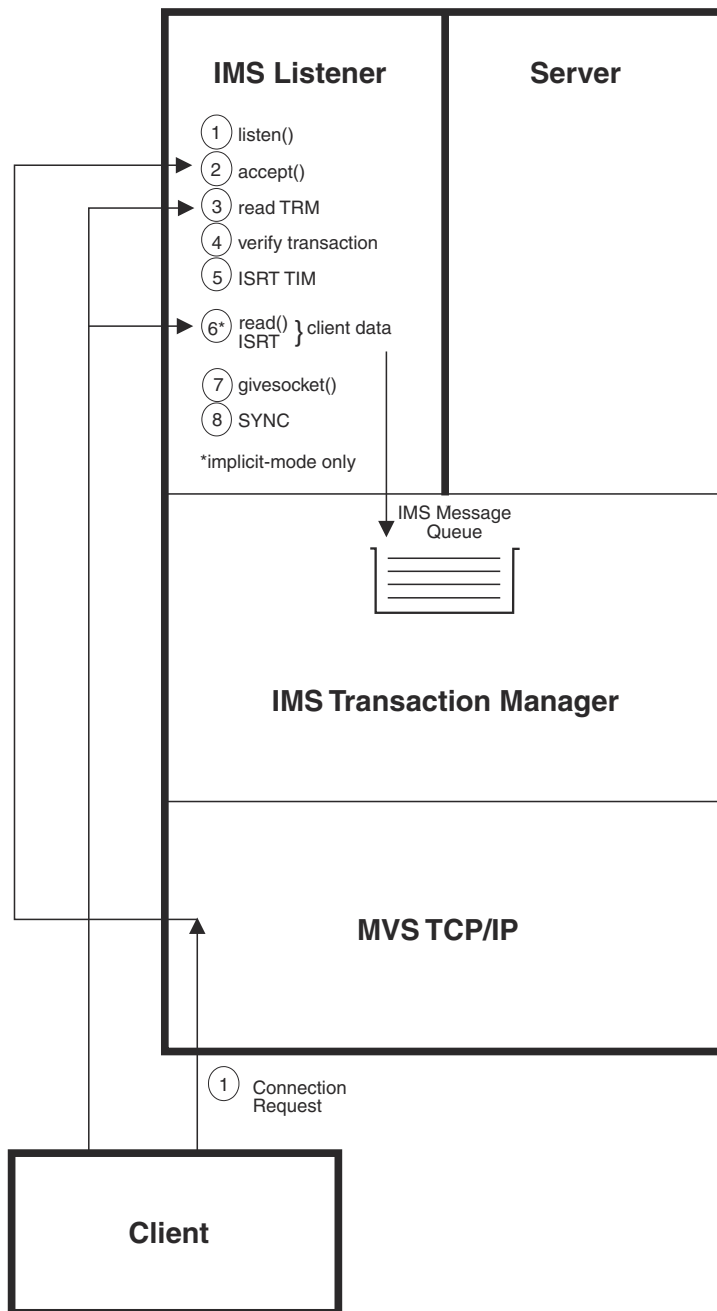 IMS Listener
Server
1 listen()
2 accept()
3 read TRM
4 verify transaction
5 ISRT TIM
6* read() } client data
ISRT
7 givesocket()
8 SYNC
*implicit-mode only
IMS Message
Queue
IMS Transaction Manager
MVS TCP/IP
1 Connection
Request
Client